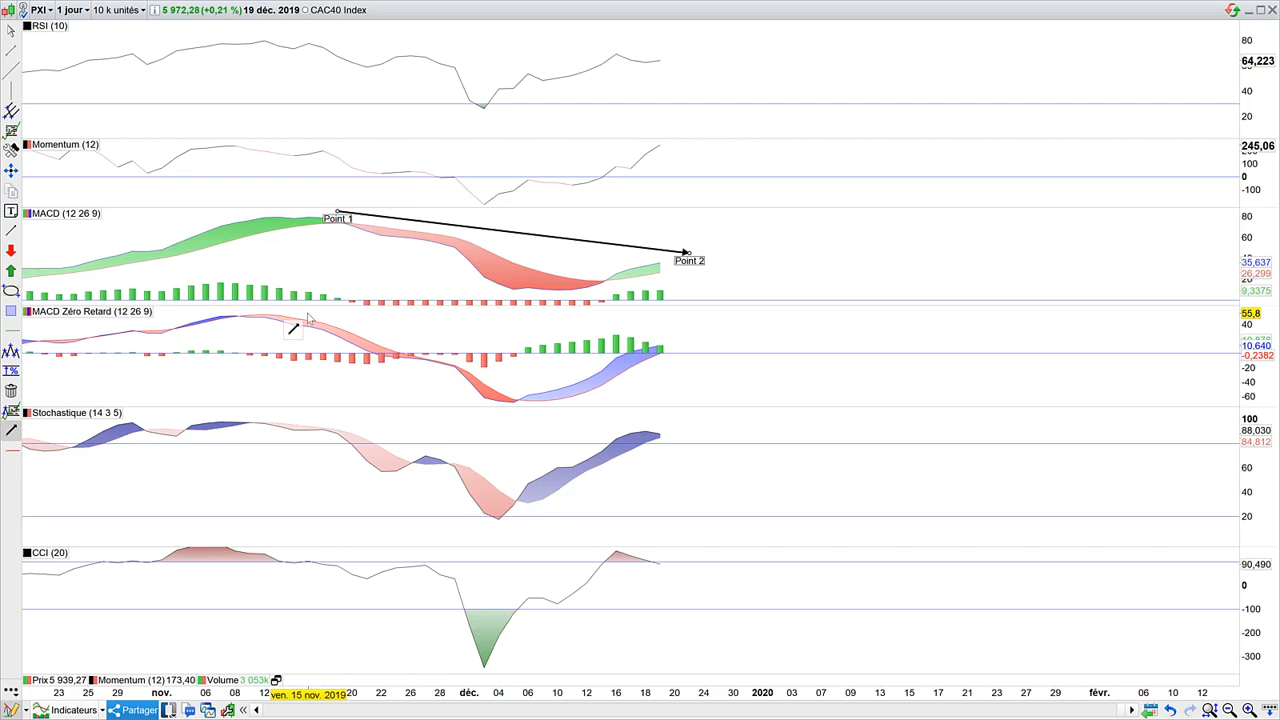 PXI 1 jour 10 k unités 5 972,28 (+0,21 %) 19 déc. 2019 CAC40 Index
RSI (10)
80
64,223
40
20
Momentum (12)
245,06
100
0
-100
MACD (12 26 9)
80
Point 1
60
Point 2
35,637
26,299
9,3375
MACD Zéro Retard (12 26 9)
55,8
40
10,640
-0,2382
-20
-40
-60
Stochastique (14 3 5)
100
88,030
84,812
60
40
20
CCI (20)
90,490
0
-100
-200
-300
Prix 5 939,27 Momentum (12) 173,40 Volume 3 053k
23 25 29 nov. 06 08 12 ven. 15 nov. 2019 20 22 26 28 déc. 04 06 10 12 16 18 20 24 30 2020 03 07 09 13 15 17 21 23 27 29 févr. 06 10 12
Indicateurs Partager